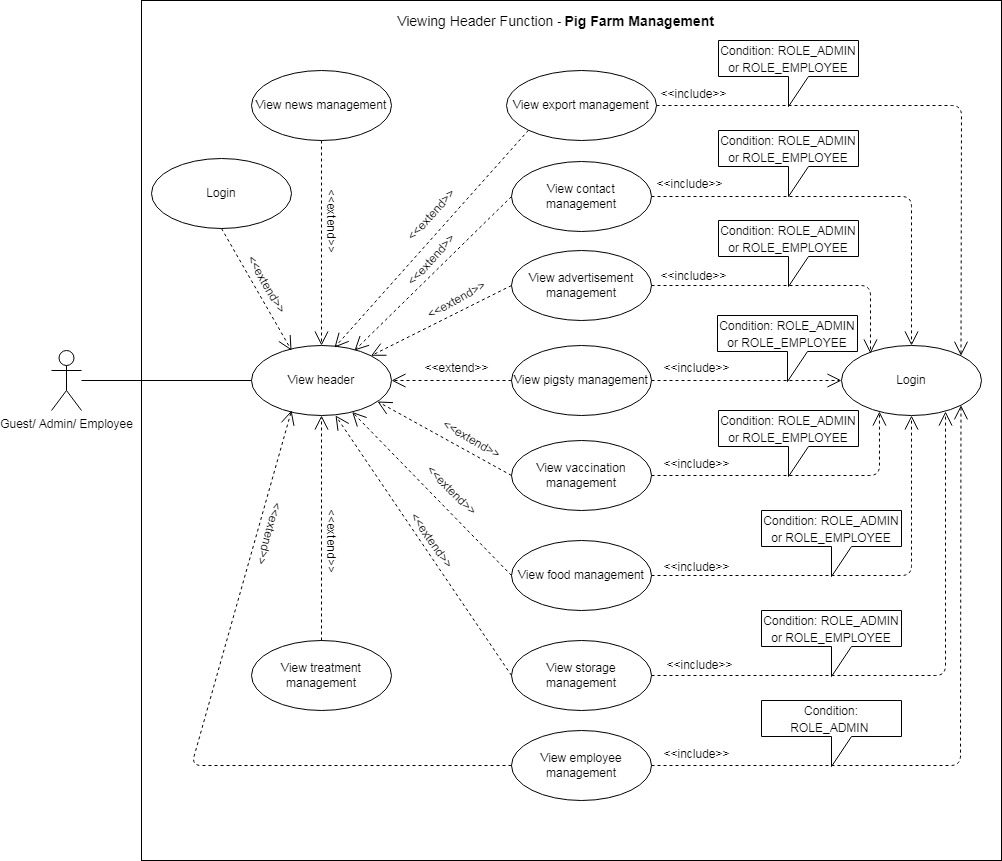 Viewing Header Function - Pig Farm Management
Condition: ROLE_ADMIN
or ROLE_EMPLOYEE
View news management
View export management
<<include>>
Condition: ROLE_ADMIN
or ROLE_EMPLOYEE
Login
<<extend>>
<<extend>>
<<extend>>
View contact
management
<<include>>
Condition: ROLE_ADMIN
or ROLE_EMPLOYEE
<<extend>>
<<extend>>
View advertisement
management
<<include>>
Condition: ROLE_ADMIN
or ROLE_EMPLOYEE
Guest/ Admin/ Employee
View header
<<extend>>
View pigsty management
<<include>>
Login
Condition: ROLE_ADMIN
or ROLE_EMPLOYEE
<<extend>>
View vaccination
management
<<include>>
<<extend>>
Condition: ROLE_ADMIN
or ROLE_EMPLOYEE
<<extend>>
<<extend>>
<<extend>>
View food management
<<include>>
Condition: ROLE_ADMIN
or ROLE_EMPLOYEE
View treatment
management
View storage
management
<<include>>
Condition:
ROLE_ADMIN
View employee
management
<<include>>